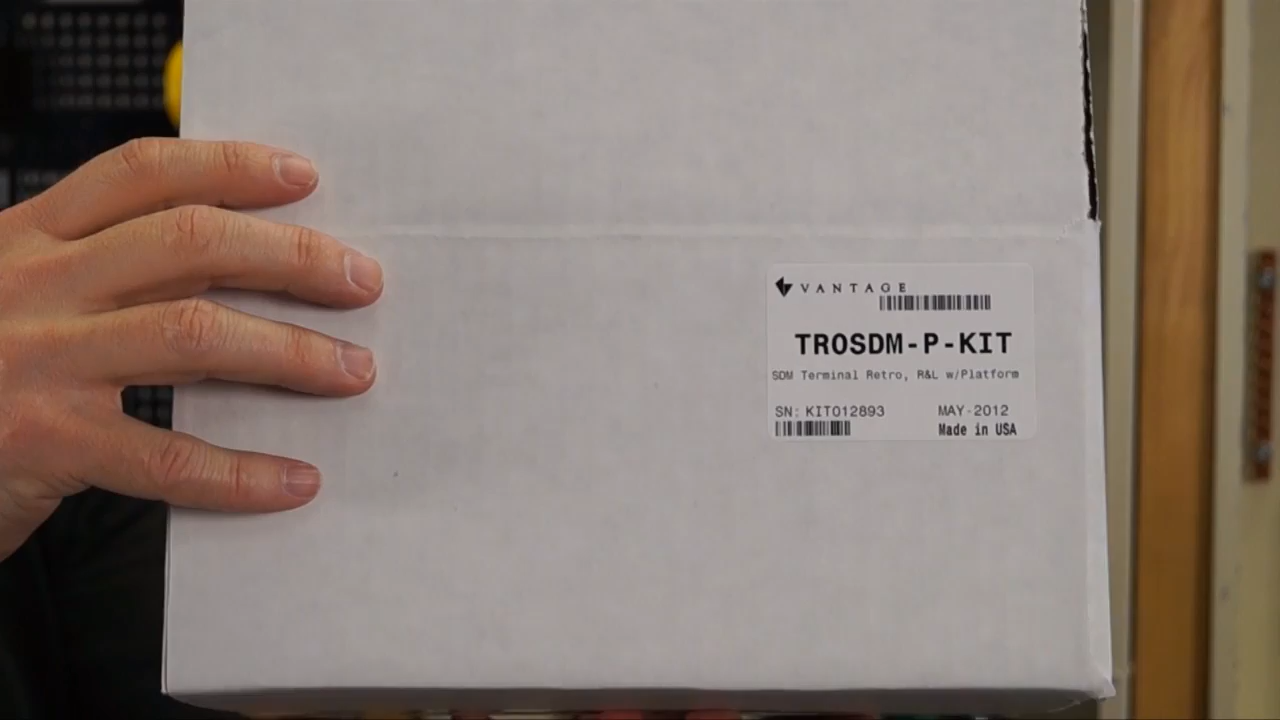 VANTAGE
TROSDM-P-KIT
SDM Terminal Retro, R&L w/Platform
SN: KIT012893 MAY-2012
Made in USA